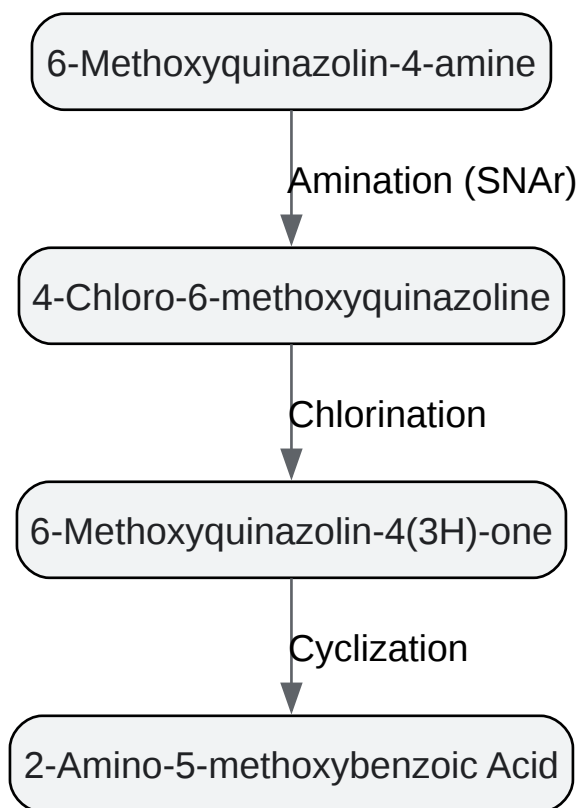 6-Methoxyquinazolin-4-amine
Amination (SNAr)
4-Chloro-6-methoxyquinazoline
Chlorination
6-Methoxyquinazolin-4(3H)-one
Cyclization
2-Amino-5-methoxybenzoic Acid